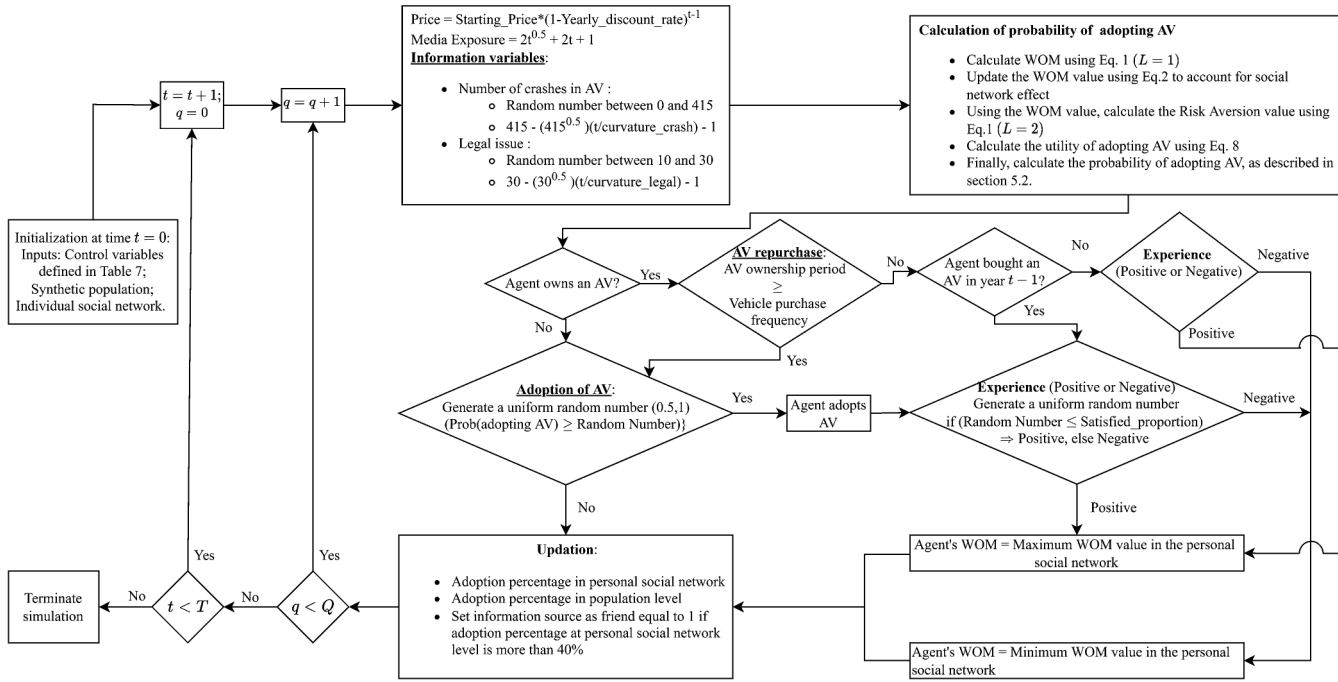 Price = Starting_Price*(1-Yearly_discount_rate)^{t-1}
Media Exposure = 2t^{0.5} + 2t + 1
Information variables:
• Number of crashes in AV :
o Random number between 0 and 415
o 415 - (415^{0.5} )(t/curvature_crash) - 1
• Legal issue :
o Random number between 10 and 30
o 30 - (30^{0.5} )(t/curvature_legal) - 1
Calculation of probability of adopting AV
• Calculate WOM using Eq. 1 (L = 1)
• Update the WOM value using Eq.2 to account for social
network effect
• Using the WOM value, calculate the Risk Aversion value using
Eq.1 (L = 2)
• Calculate the utility of adopting AV using Eq. 8
• Finally, calculate the probability of adopting AV, as described in
section 5.2.
t = t + 1;
q = 0
q = q + 1
Initialization at time t = 0:
Inputs: Control variables
defined in Table 7;
Synthetic population;
Individual social network.
Agent owns an AV?
Yes
No
AV repurchase:
AV ownership period
≥
Vehicle purchase
frequency
No
Yes
Agent bought an
AV in year t − 1?
No
Yes
Experience
(Positive or Negative)
Negative
Positive
Adoption of AV:
Generate a uniform random number (0.5,1)
(Prob(adopting AV) ≥ Random Number)}
Yes
No
Agent adopts
AV
Experience (Positive or Negative)
Generate a uniform random number
if (Random Number ≤ Satisfied_proportion)
⇒ Positive, else Negative
Negative
Positive
Updation:
• Adoption percentage in personal social network
• Adoption percentage in population level
• Set information source as friend equal to 1 if
adoption percentage at personal social network
level is more than 40%
Agent's WOM = Maximum WOM value in the personal
social network
Agent's WOM = Minimum WOM value in the personal
social network
Yes
Yes
q < Q
No
t < T
No
Terminate
simulation